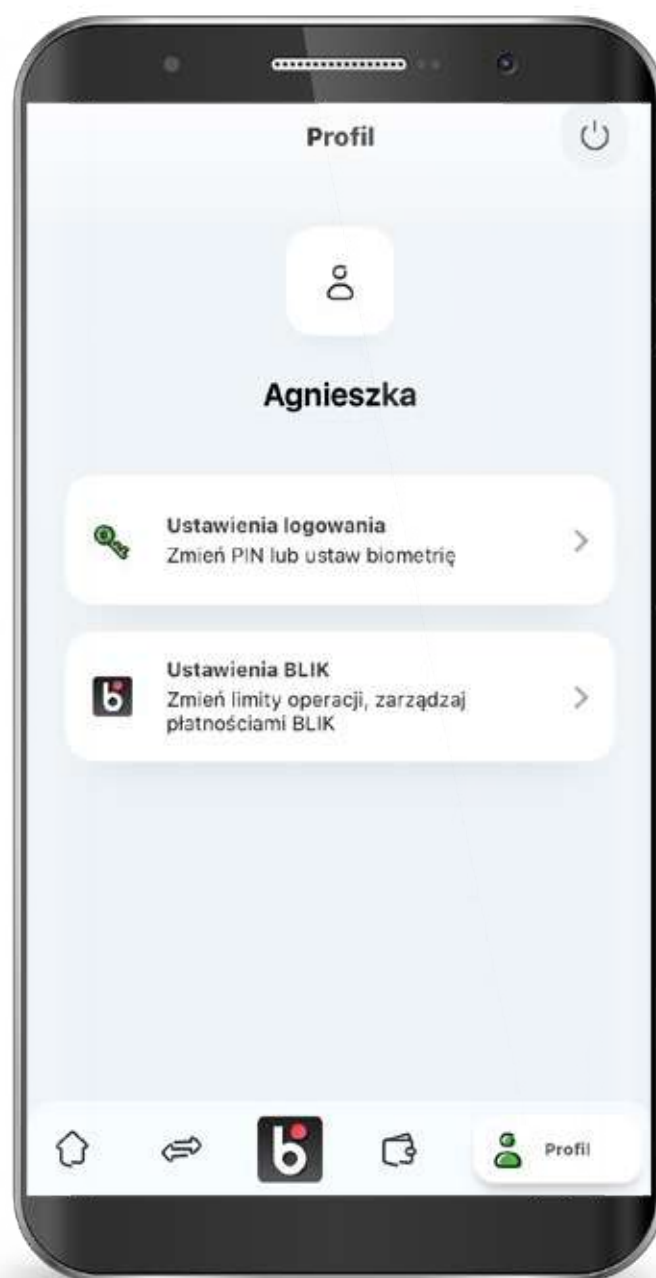 Profil
Agnieszka
Ustawienia logowania
Zmień PIN lub ustaw biometrię
Ustawienia BLIK
Zmień limity operacji, zarządzaj
płatnościami BLIK
Profil